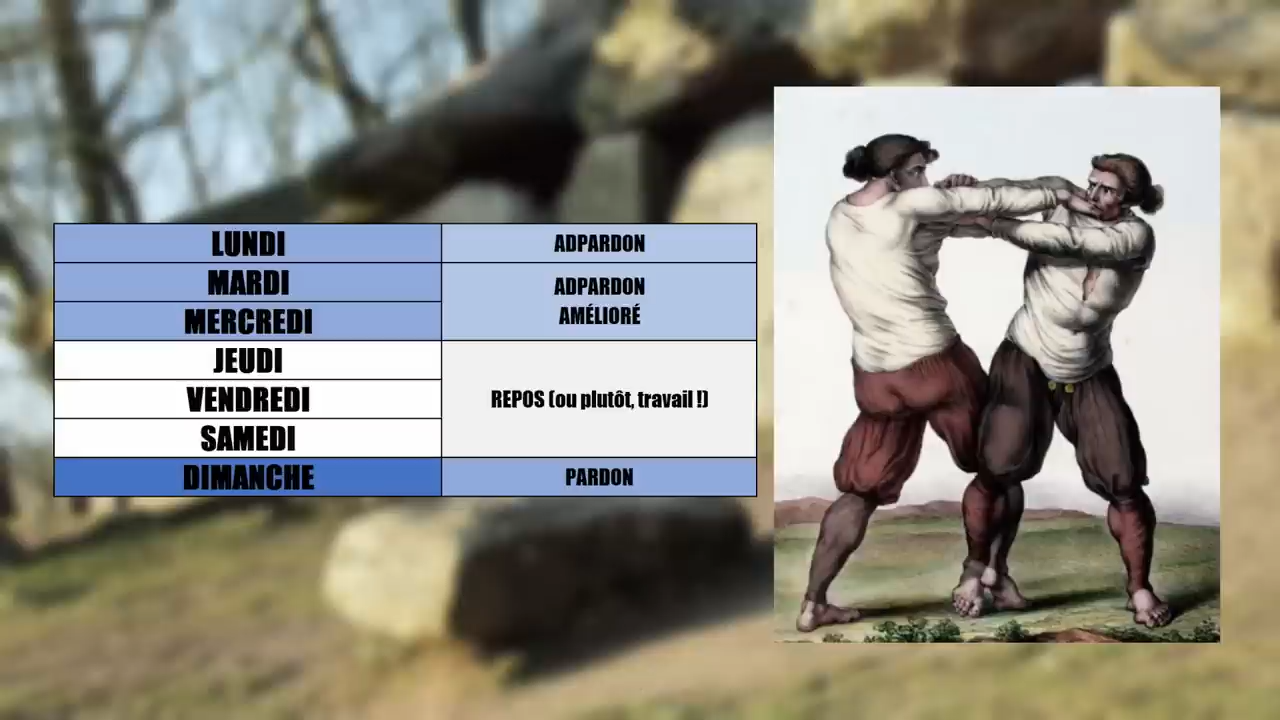 LUNDI
ADPARDON
MARDI
ADPARDON
AMÉLIORÉ
MERCREDI
JEUDI
REPOS (ou plutôt, travail !)
VENDREDI
SAMEDI
DIMANCHE
PARDON